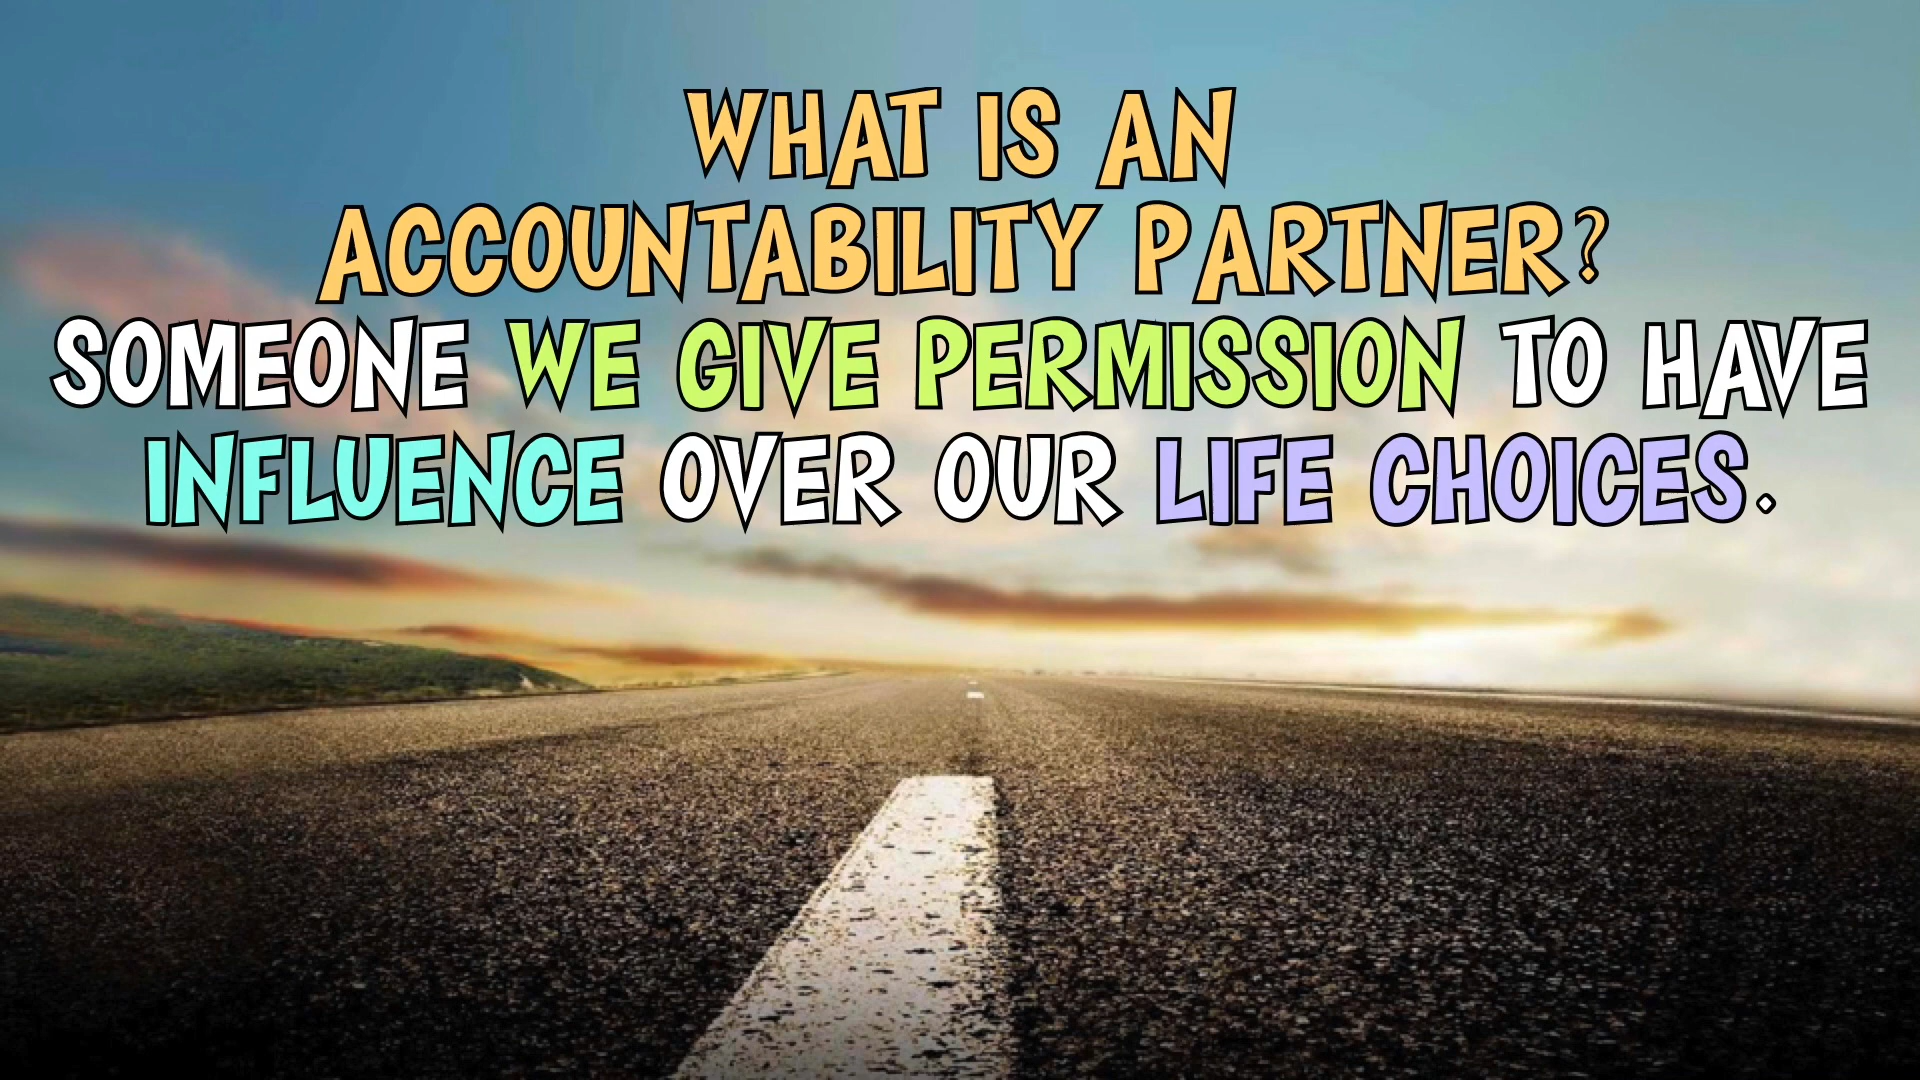 WHAT IS AN
ACCOUNTABILITY PARTNER?
SOMEONE WE GIVE PERMISSION TO HAVE
INFLUENCE OVER OUR LIFE CHOICES.